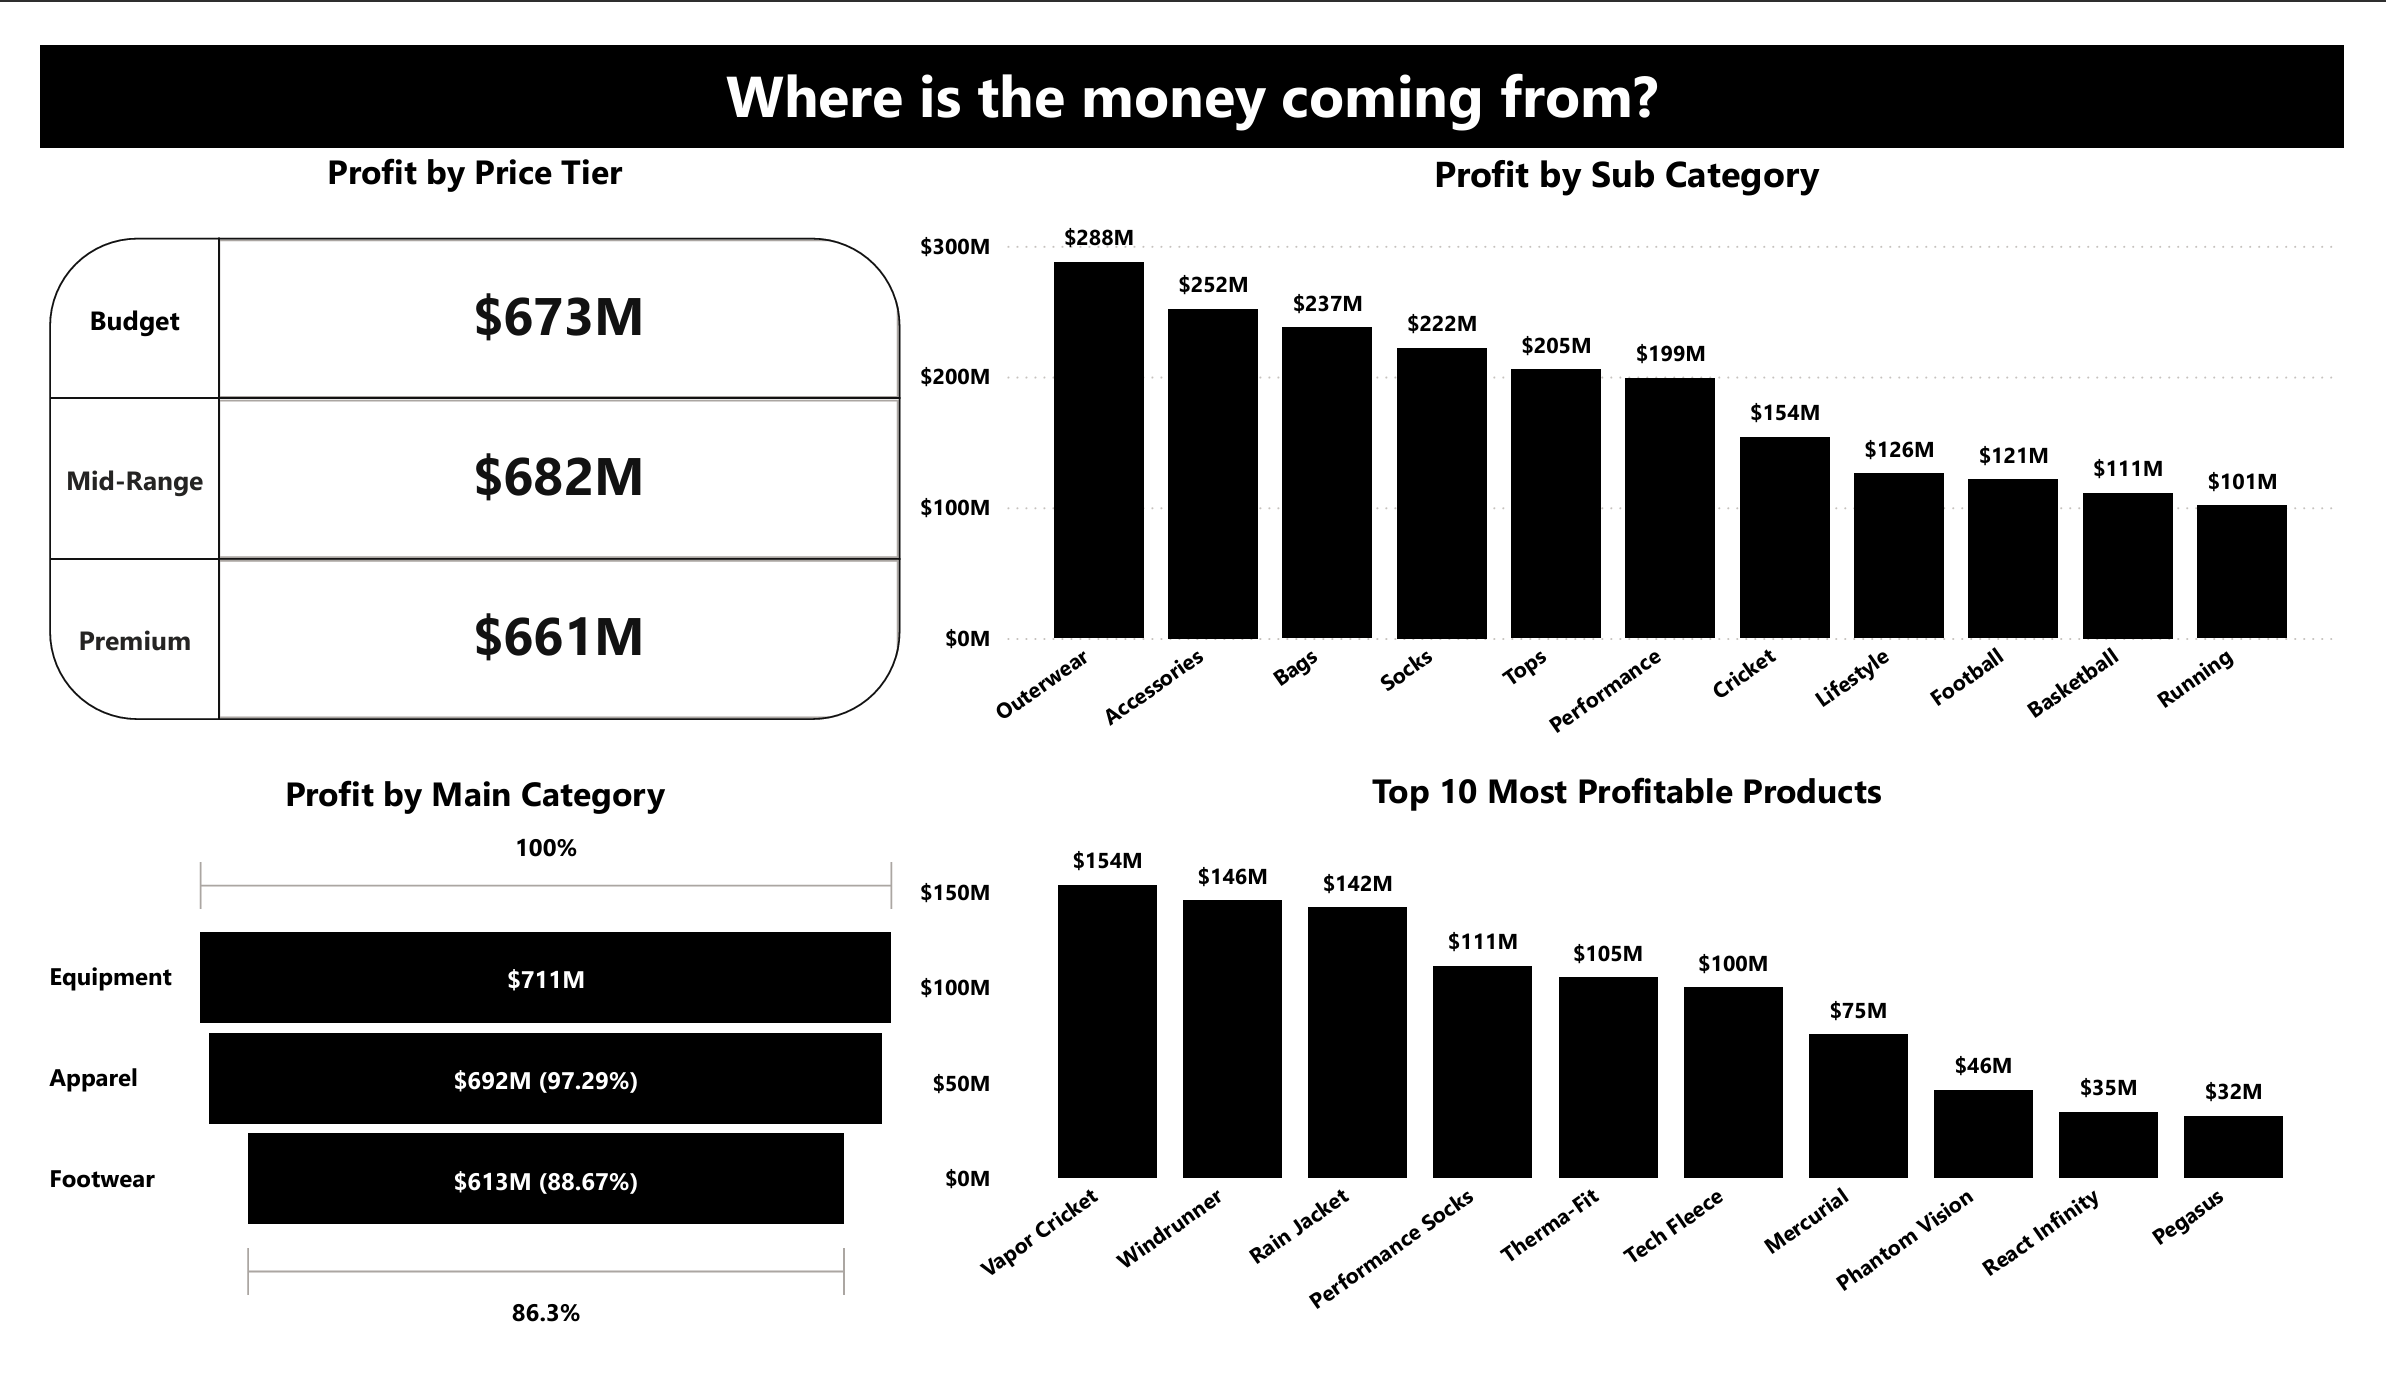 Where is the money coming from?
Profit by Price Tier
Budget
$673M
Mid-Range
$682M
Premium
$661M
Profit by Sub Category
$300M
$200M
$100M
$0M
$288M
$252M
$237M
$222M
$205M
$199M
$154M
$126M
$121M
$111M
$101M
Outerwear
Accessories
Bags
Socks
Tops
Performance
Cricket
Lifestyle
Football
Basketball
Running
Profit by Main Category
100%
Equipment
$711M
Apparel
$692M (97.29%)
Footwear
$613M (88.67%)
86.3%
Top 10 Most Profitable Products
$150M
$100M
$50M
$0M
$154M
$146M
$142M
$111M
$105M
$100M
$75M
$46M
$35M
$32M
Vapor Cricket
Windrunner
Rain Jacket
Performance Socks
Therma-Fit
Tech Fleece
Mercurial
Phantom Vision
React Infinity
Pegasus